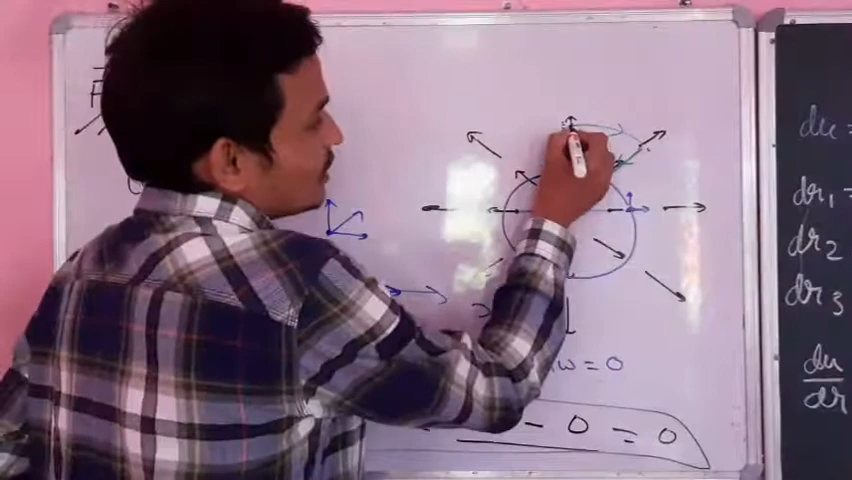 W = 0
- 0 = 0
du =
dr₁ =
dr₂
dr₃
du
dr